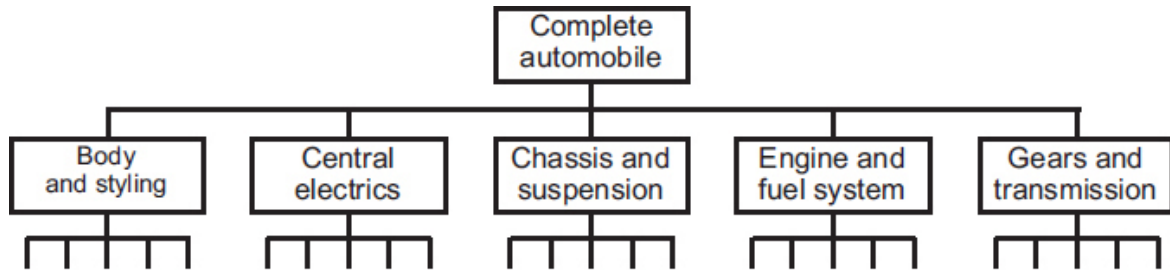 Complete
automobile
Body
and styling
Central
electrics
Chassis and
suspension
Engine and
fuel system
Gears and
transmission